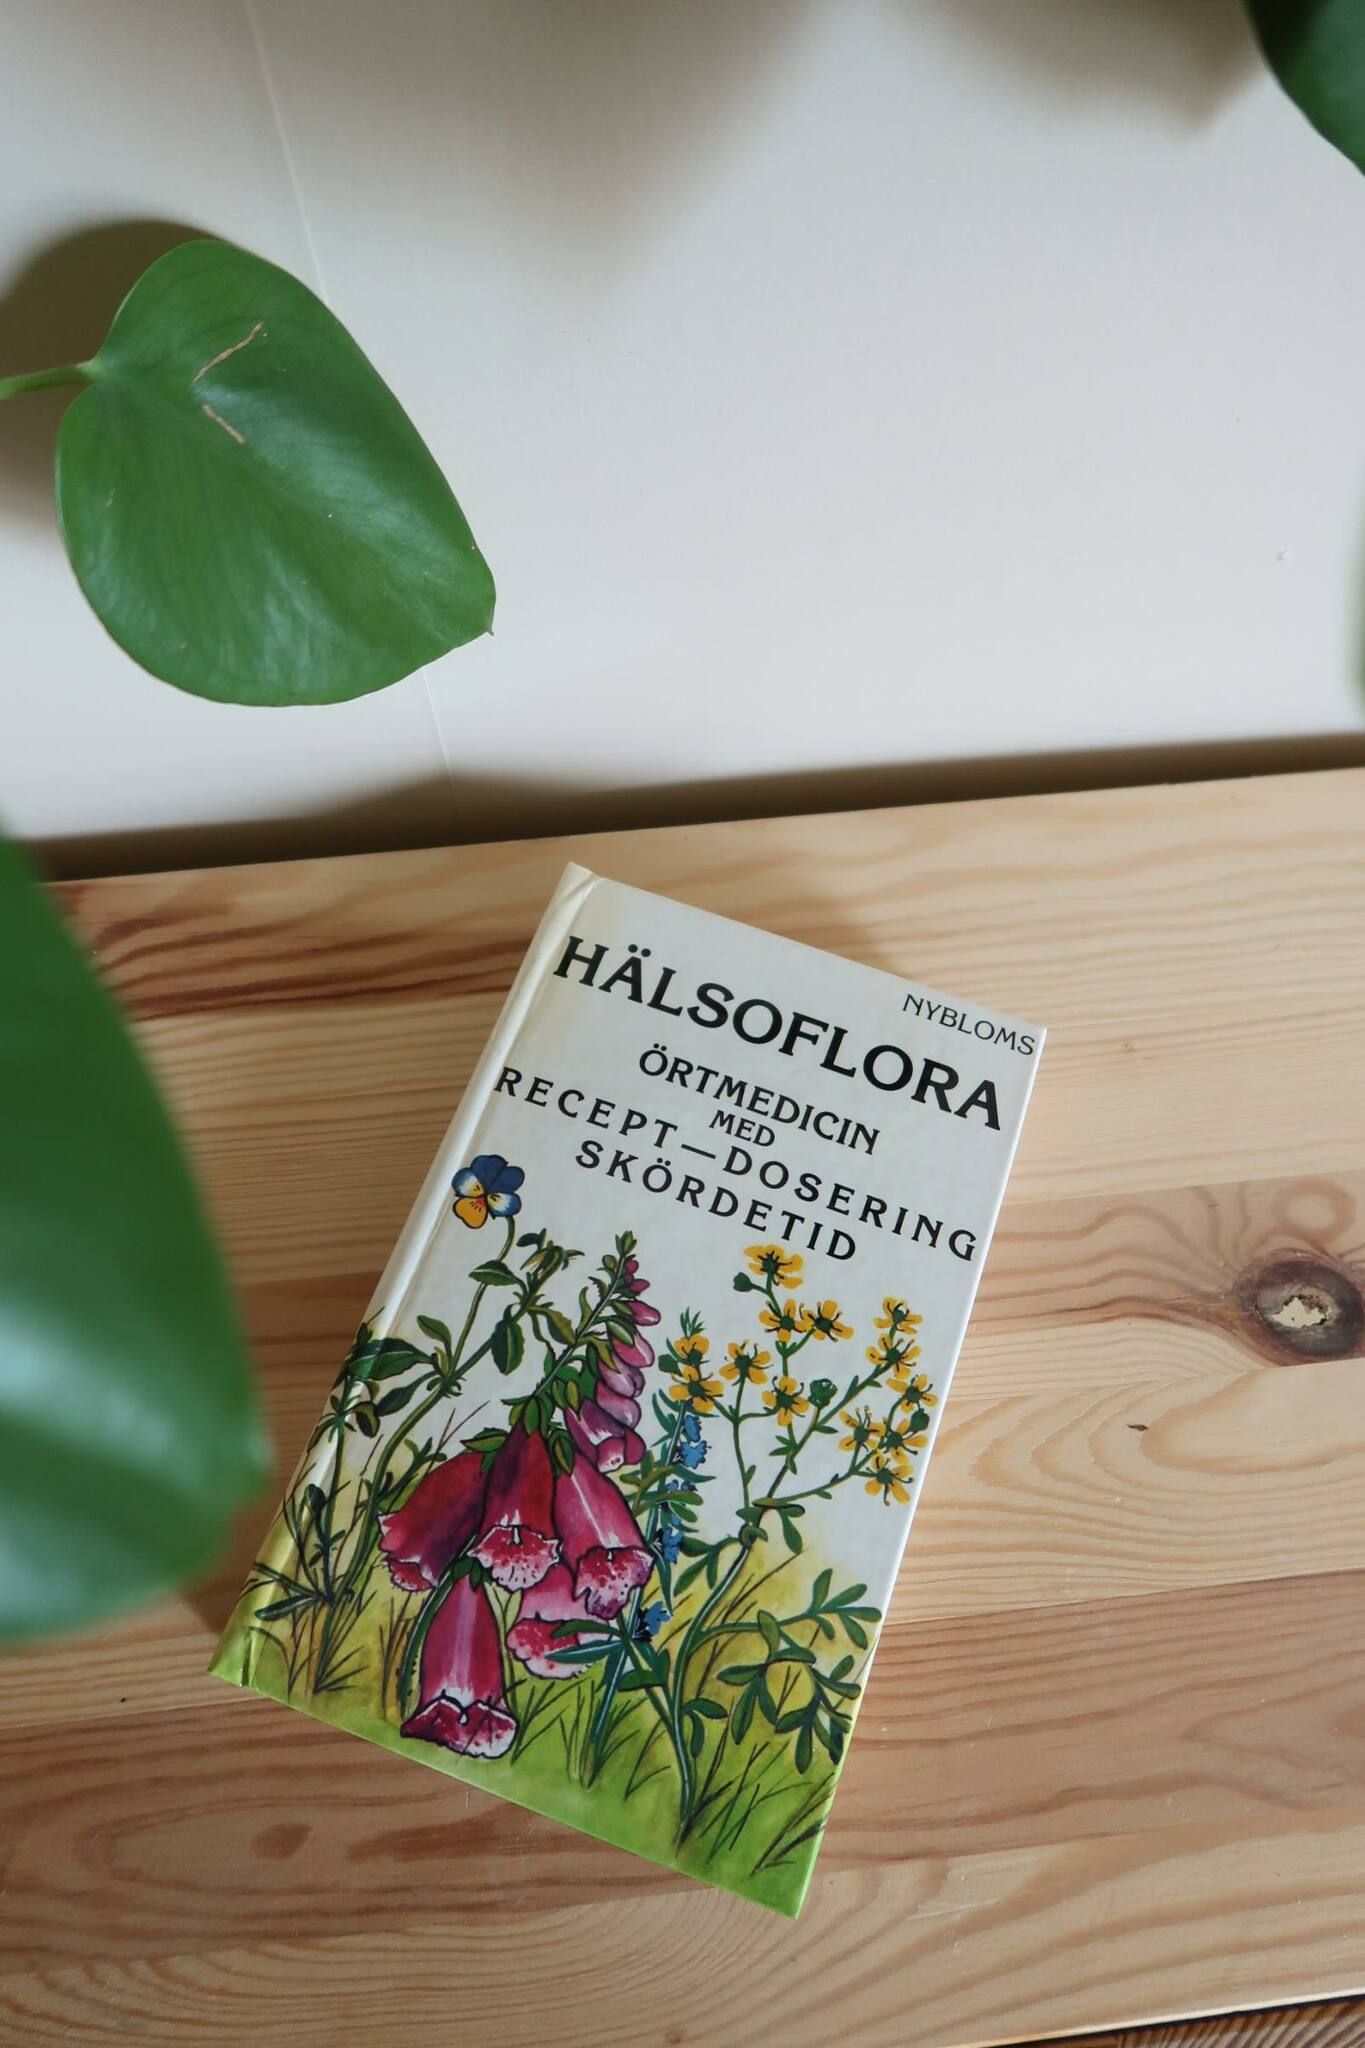 NYBLOMS
HÄLSOFLORA
ÖRTMEDICIN
MED
RECEPT—DOSERING
SKÖRDETID